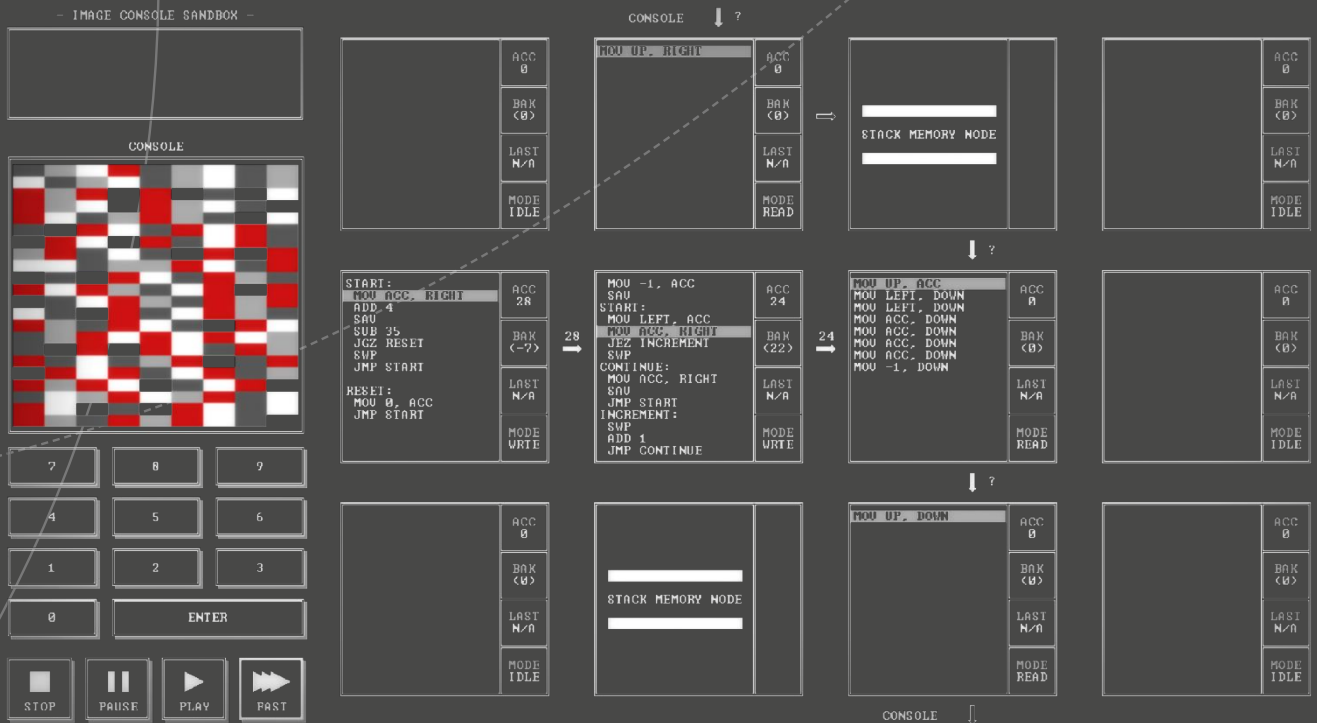 - IMAGE CONSOLE SANDBOX -
CONSOLE
7
8
9
4
5
6
1
2
3
0
ENTER
STOP
PAUSE
PLAY
FAST
CONSOLE ?
ACC
0
BAK
(0)
LAST
N/A
MODE
IDLE
MOV UP, RIGHT
ACC
0
BAK
(0)
LAST
N/A
MODE
READ
STACK MEMORY NODE
ACC
0
BAK
(0)
LAST
N/A
MODE
IDLE
?
START:
MOV ACC, RIGHT
ADD 4
SAV
SUB 35
JGZ RESET
SWP
JMP START
RESET:
MOV 0, ACC
JMP START
ACC
28
BAK
(-7)
LAST
N/A
MODE
WRTE
28
MOV -1, ACC
SAV
START:
MOV LEFT, ACC
MOV ACC, RIGHT
JEZ INCREMENT
SWP
CONTINUE:
MOV ACC, RIGHT
SAV
JMP START
INCREMENT:
SWP
ADD 1
JMP CONTINUE
ACC
24
BAK
(22)
LAST
N/A
MODE
WRTE
24
MOV UP, ACC
MOV LEFT, DOWN
MOV LEFT, DOWN
MOV ACC, DOWN
MOV ACC, DOWN
MOV ACC, DOWN
MOV ACC, DOWN
MOV -1, DOWN
ACC
0
BAK
(0)
LAST
N/A
MODE
READ
ACC
0
BAK
(0)
LAST
N/A
MODE
IDLE
?
ACC
0
BAK
(0)
LAST
N/A
MODE
IDLE
STACK MEMORY NODE
MOV UP, DOWN
ACC
0
BAK
(0)
LAST
N/A
MODE
READ
ACC
0
BAK
(0)
LAST
N/A
MODE
IDLE
CONSOLE